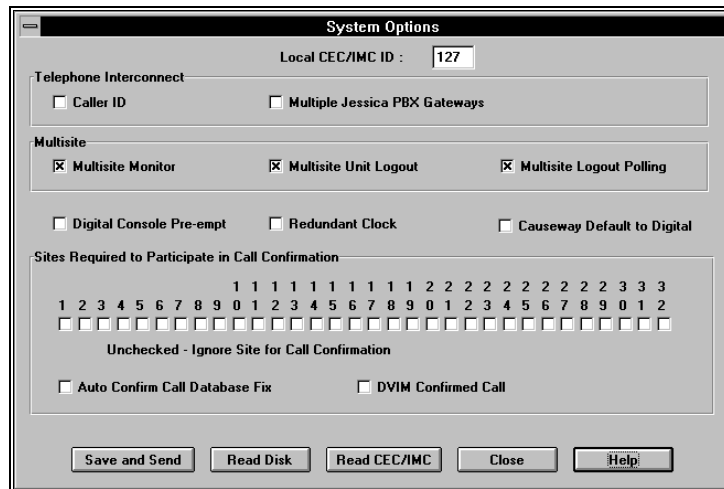 System Options
Local CEC/IMC ID : 127
Telephone Interconnect
Caller ID Multiple Jessica PBX Gateways
Multisite
Multisite Monitor Multisite Unit Logout Multisite Logout Polling
Digital Console Pre-empt Redundant Clock Causeway Default to Digital
Sites Required to Participate in Call Confirmation
1 1 1 1 1 1 1 1 1 1 2 2 2 2 2 2 2 2 2 2 3 3 3
1 2 3 4 5 6 7 8 9 0 1 2 3 4 5 6 7 8 9 0 1 2 3 4 5 6 7 8 9 0 1 2
Unchecked - Ignore Site for Call Confirmation
Auto Confirm Call Database Fix DVIM Confirmed Call
Save and Send Read Disk Read CEC/IMC Close Help